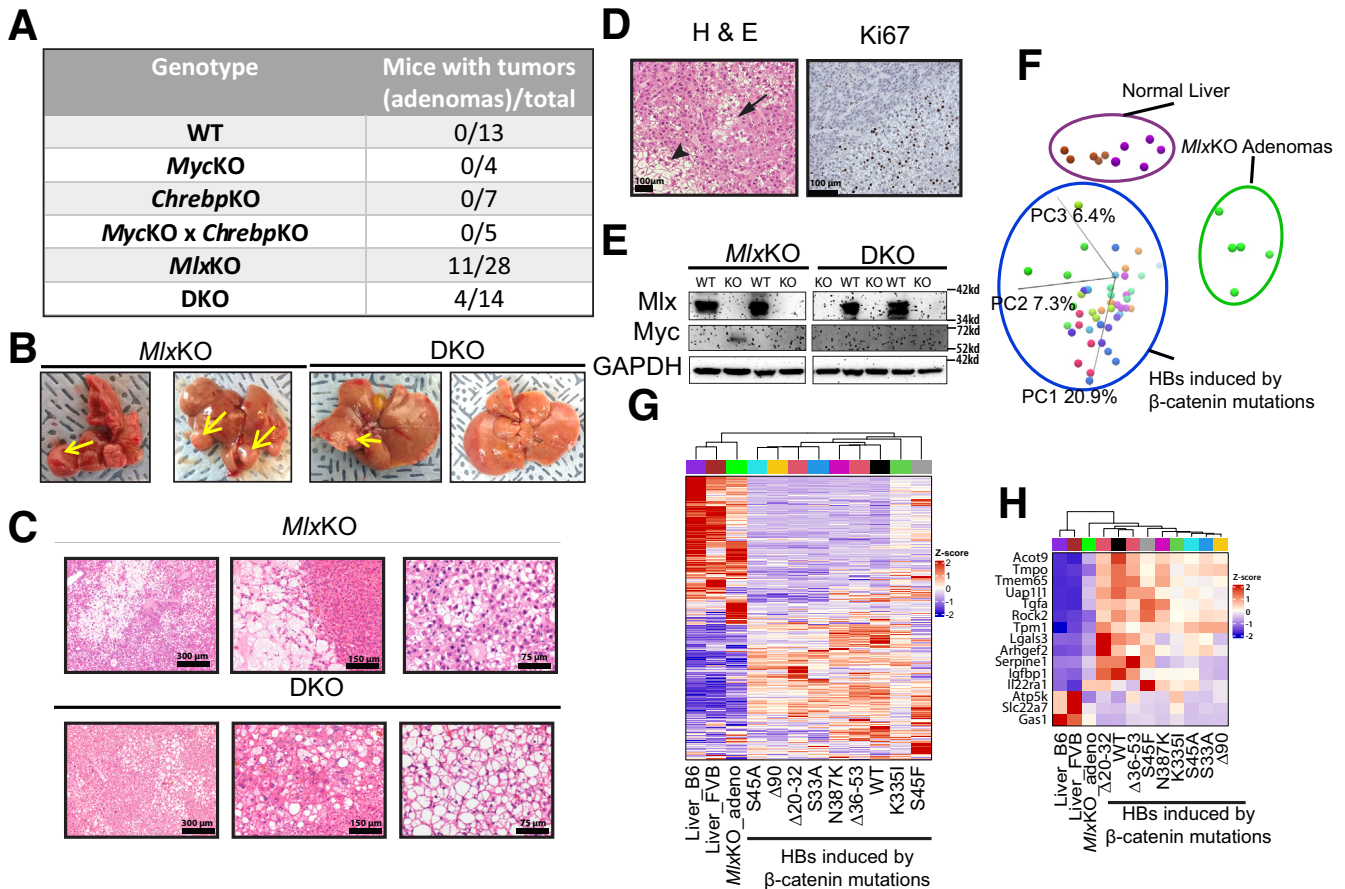 A
Genotype
Mice with tumors
(adenomas)/total
WT
0/13
MycKO
0/4
ChrebpKO
0/7
MycKO x ChrebpKO
0/5
MlxKO
11/28
DKO
4/14
B
MlxKO
DKO
C
MlxKO
300 µm
150 µm
75 µm
DKO
300 µm
150 µm
75 µm
D
H & E
Ki67
100µm
100 µm
E
MlxKO
DKO
WT KO WT KO
KO WT KO WT KO
Mlx
Myc
GAPDH
42kd
34kd
72kd
52kd
42kd
F
Normal Liver
MlxKO Adenomas
PC3 6.4%
PC2 7.3%
PC1 20.9%
HBs induced by
β-catenin mutations
G
Z-score
2
1
0
-1
-2
Liver_B6
Liver_FVB
MlxKO_adeno
S45A
Δ90
Δ20-32
S33A
N387K
Δ36-53
WT
K335I
S45F
HBs induced by
β-catenin mutations
H
Acot9
Tmpo
Tmem65
Uap1l1
Tgfa
Rock2
Tpm1
Lgals3
Arhgef2
Serpine1
Igfbp1
Il22ra1
Atp5k
Slc22a7
Gas1
Z-score
2
1
0
-1
-2
Liver_B6
Liver_FVB
MlxKO_adeno
Δ20-32
WT
Δ36-53
S45F
N387K
K335I
S45A
S33A
Δ90
HBs induced by
β-catenin mutations